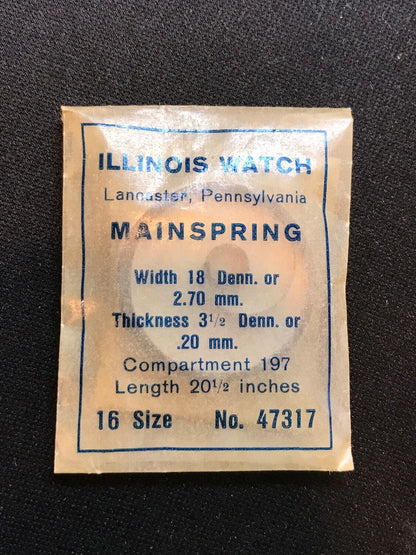 ILLINOIS WATCH
Lancaster, Pennsylvania
MAINSPRING
Width 18 Denn. or
2.70 mm.
Thickness 3 1/2 Denn. or
.20 mm.
Compartment 197
Length 20 1/2 inches
16 Size No. 47317